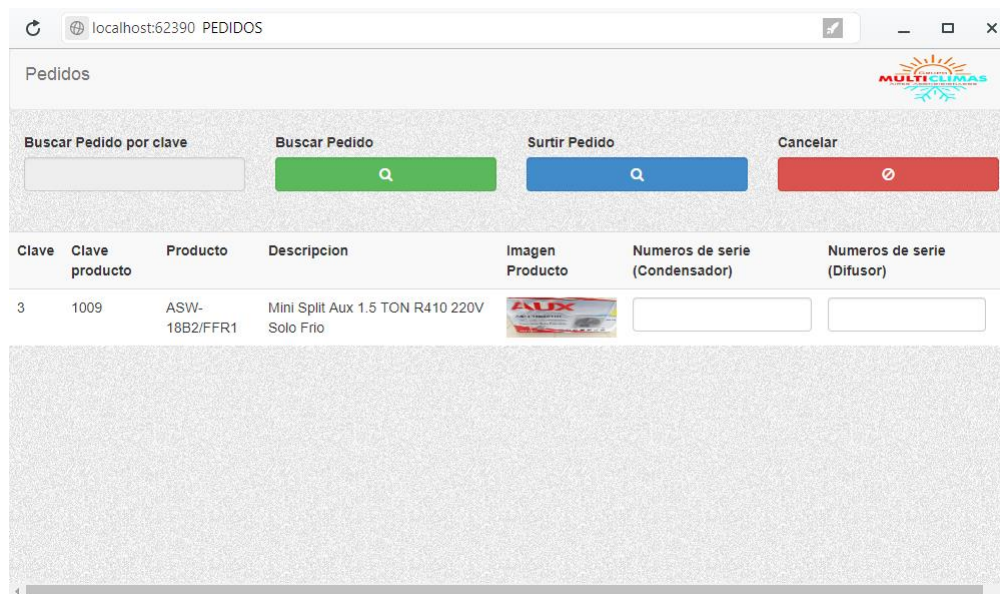 localhost:62390 PEDIDOS
Pedidos
GRUPO
MULTICLIMAS
Buscar Pedido por clave
Buscar Pedido
Surtir Pedido
Cancelar
Clave
Clave
producto
Producto
Descripcion
Imagen
Producto
Numeros de serie
(Condensador)
Numeros de serie
(Difusor)
3
1009
ASW-
18B2/FFR1
Mini Split Aux 1.5 TON R410 220V
Solo Frio
AUX